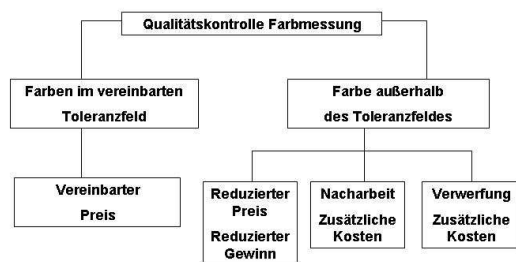 Qualitätskontrolle Farbmessung
Farben im vereinbarten
Toleranzfeld
Farbe außerhalb
des Toleranzfeldes
Vereinbarter
Preis
Reduzierter
Preis
Reduzierter
Gewinn
Nacharbeit
Zusätzliche
Kosten
Verwerfung
Zusätzliche
Kosten